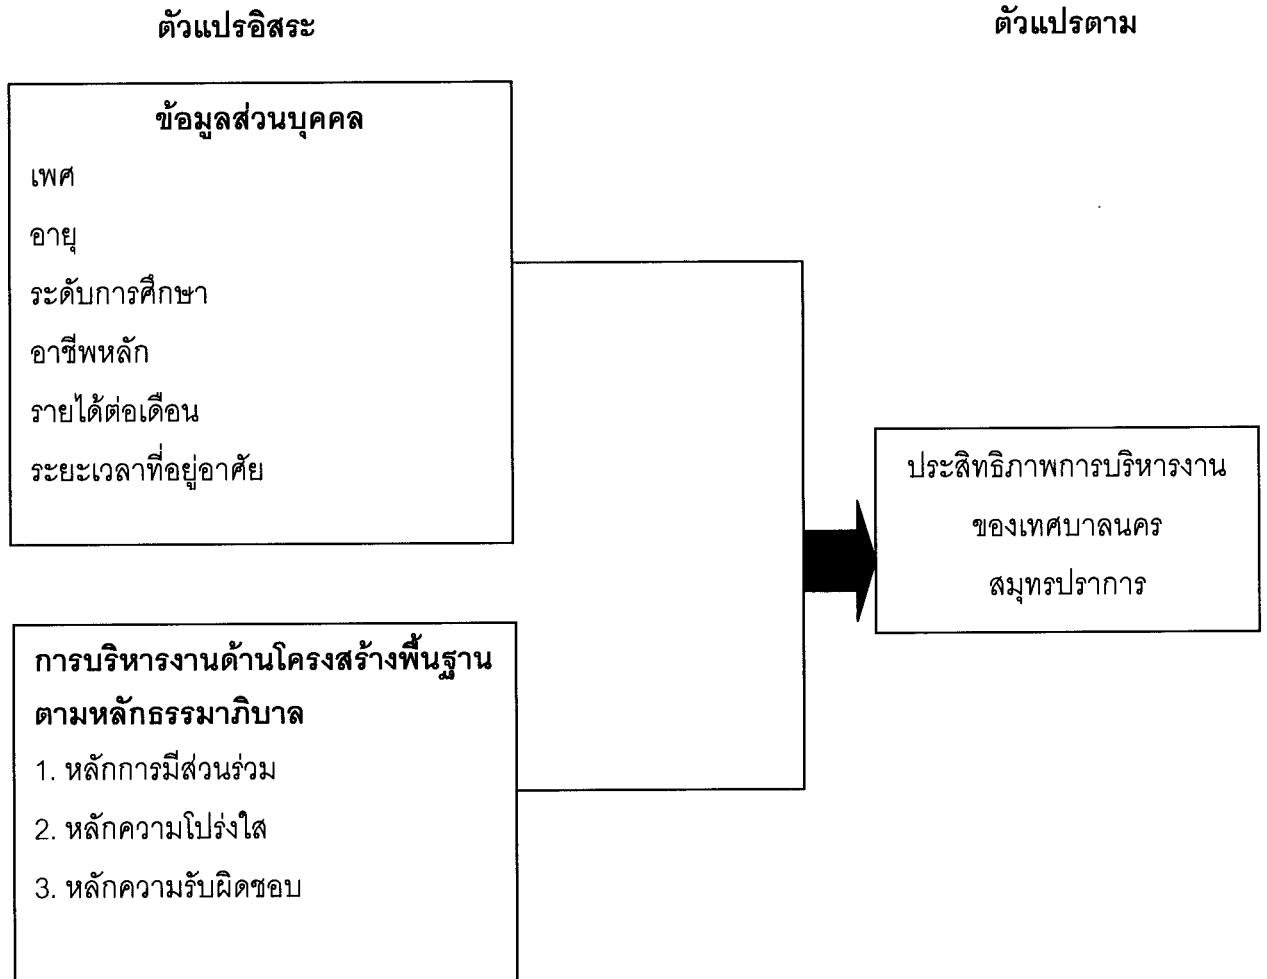 ตัวแปรอิสระ
ตัวแปรตาม
ข้อมูลส่วนบุคคล
เพศ
อายุ
ระดับการศึกษา
อาชีพหลัก
รายได้ต่อเดือน
ระยะเวลาที่อยู่อาศัย
การบริหารงานด้านโครงสร้างพื้นฐาน
ตามหลักธรรมาภิบาล
1. หลักการมีส่วนร่วม
2. หลักความโปร่งใส
3. หลักความรับผิดชอบ
ประสิทธิภาพการบริหารงาน
ของเทศบาลนคร
สมุทรปราการ